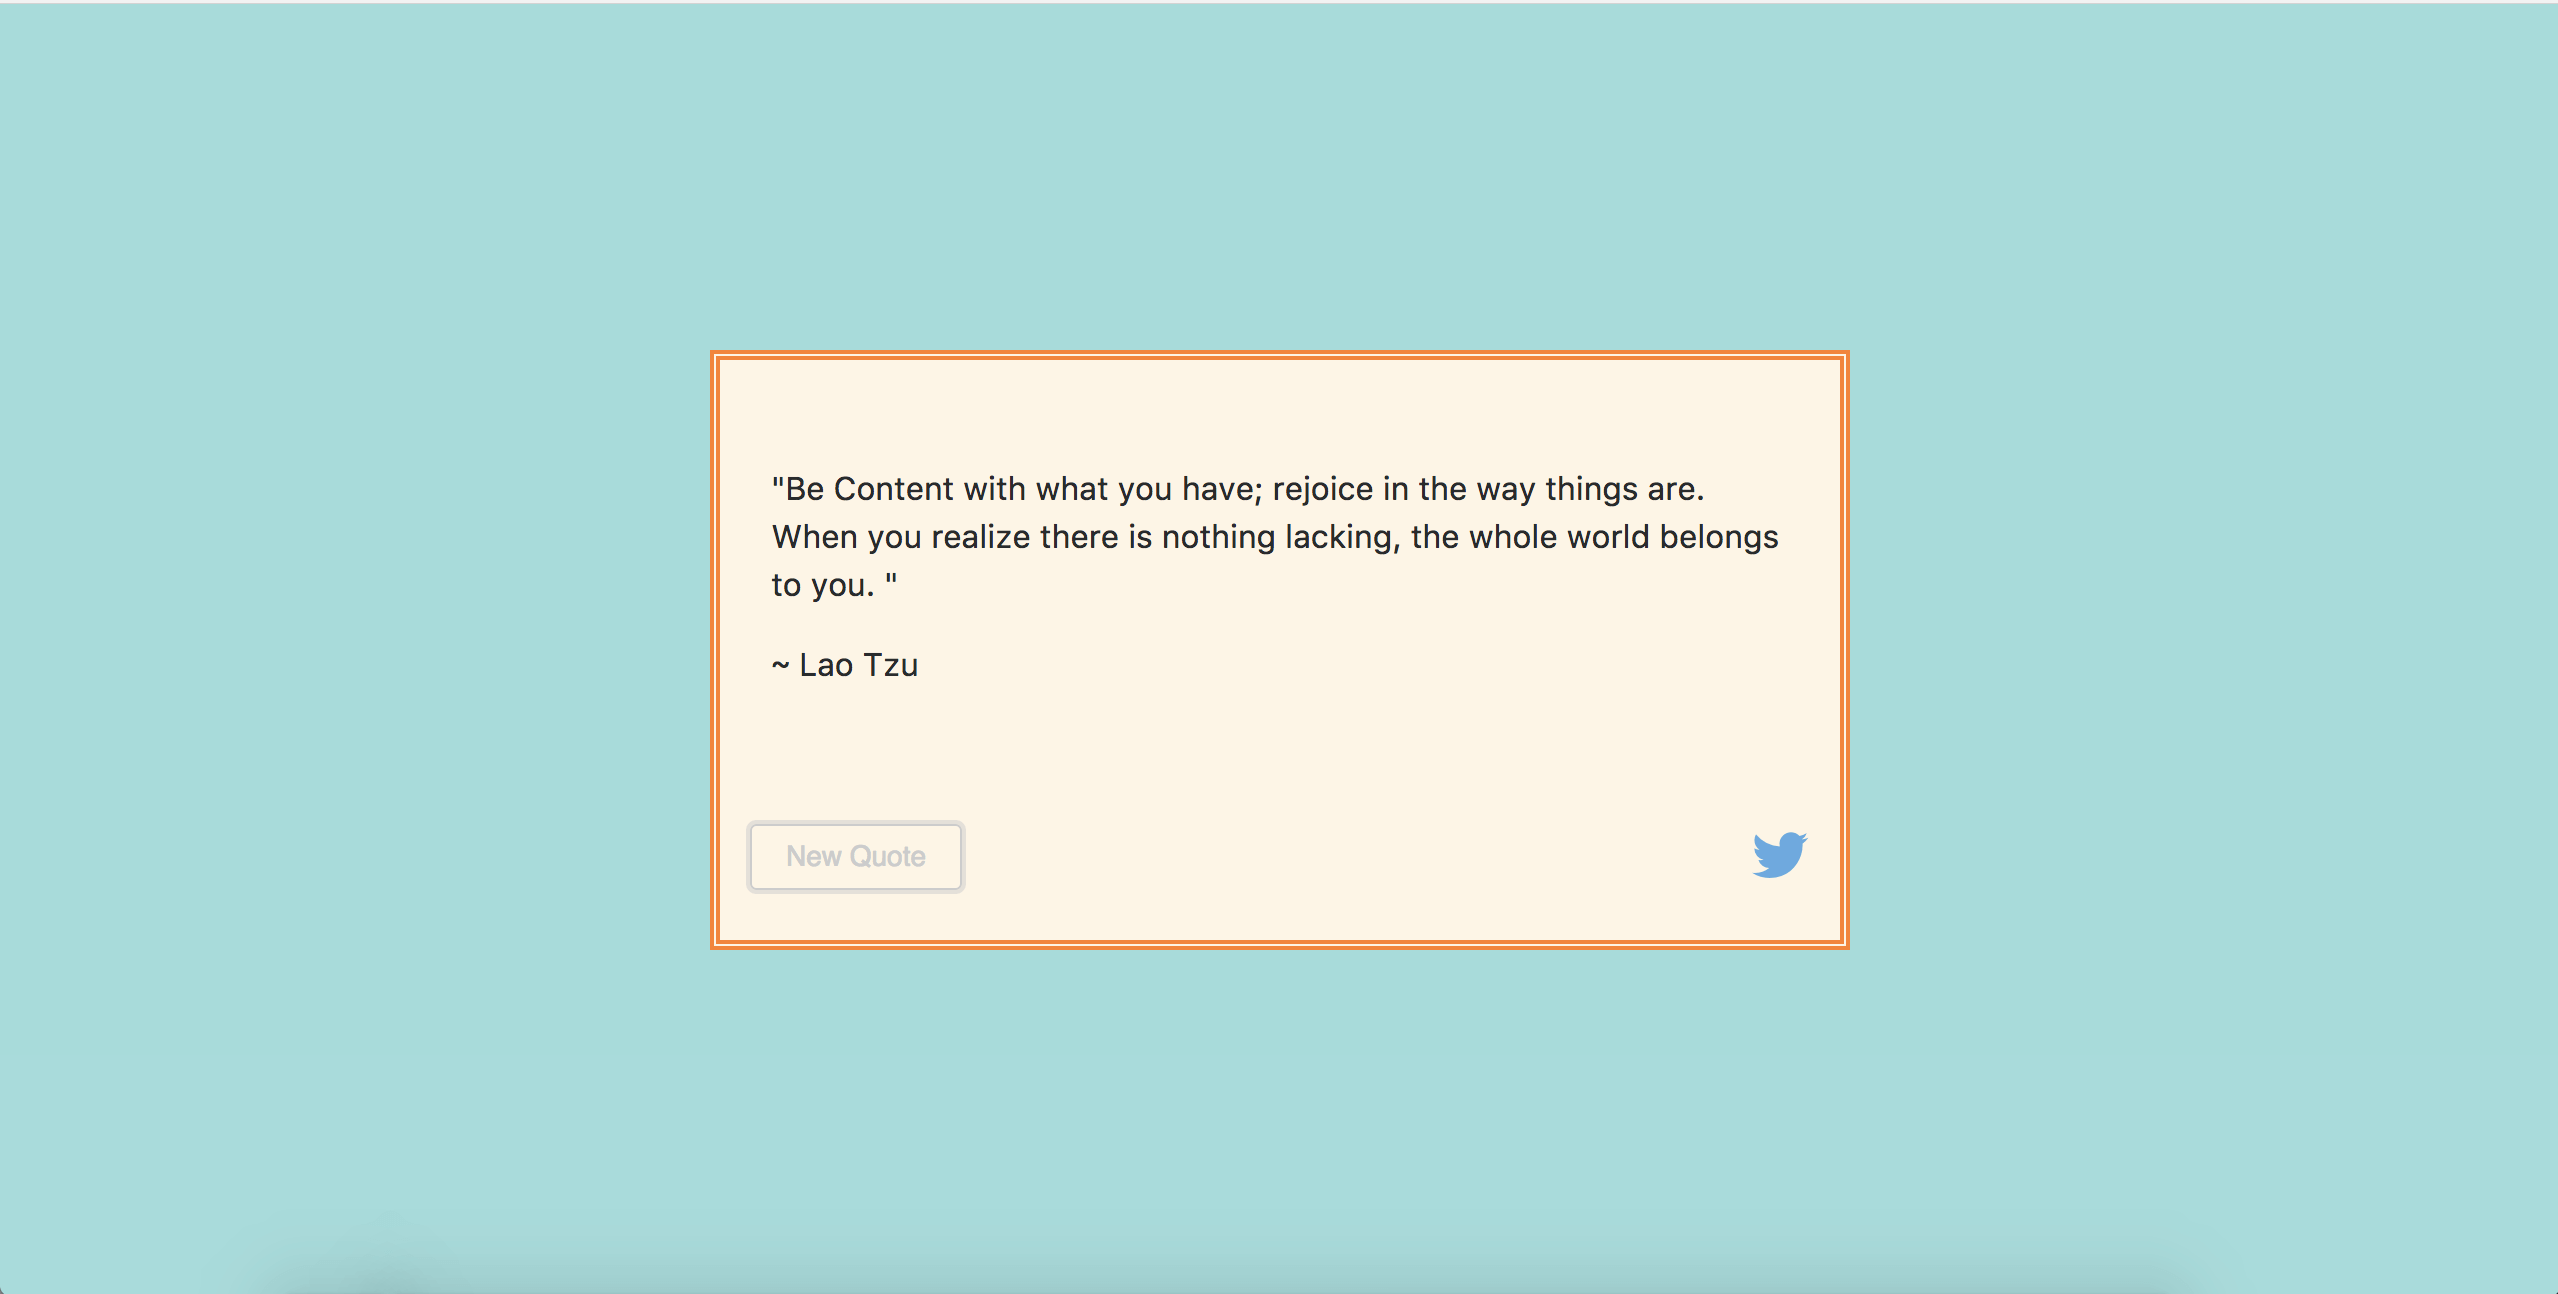 "Be Content with what you have; rejoice in the way things are.
When you realize there is nothing lacking, the whole world belongs
to you. "
~ Lao Tzu
New Quote